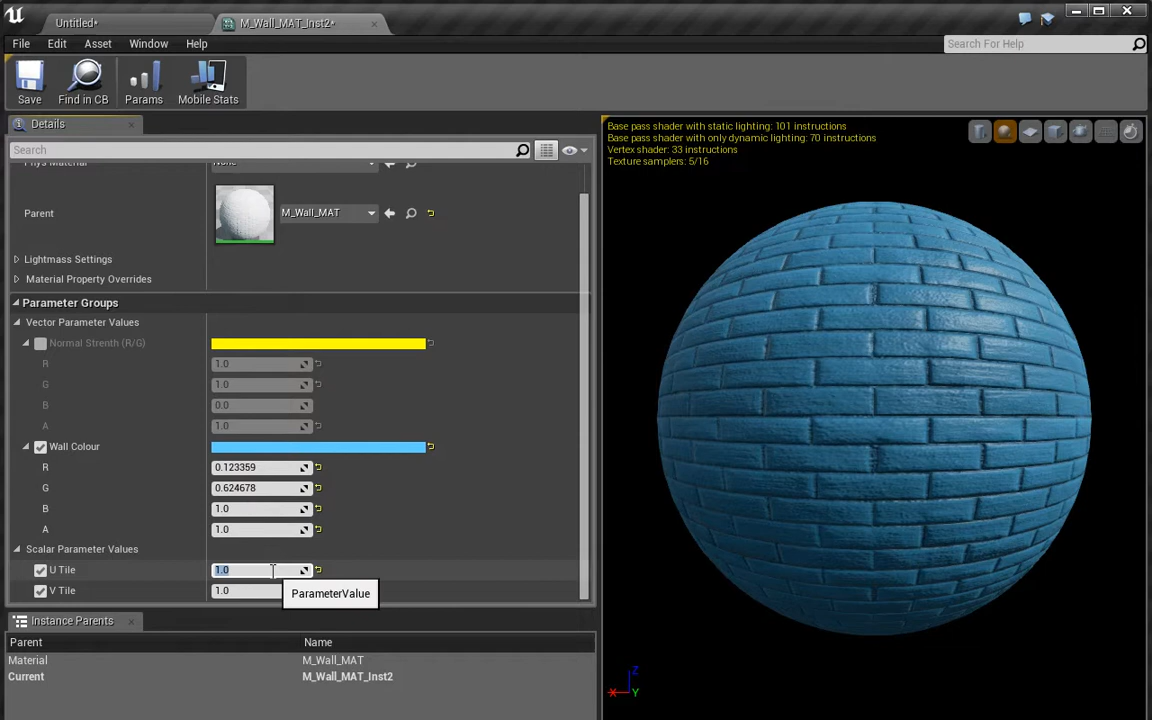 Untitled*
M_Wall_MAT_Inst2*
File Edit Asset Window Help
Search For Help
Save Find in CB Params Mobile Stats
Details
Search
Phys Material
None
Parent
M_Wall_MAT
Lightmass Settings
Material Property Overrides
Parameter Groups
Vector Parameter Values
Normal Strenth (R/G)
R 1.0
G 1.0
B 0.0
A 1.0
Wall Colour
R 0.123359
G 0.624678
B 1.0
A 1.0
Scalar Parameter Values
U Tile 1.0
V Tile 1.0
ParameterValue
Instance Parents
Parent Name
Material M_Wall_MAT
Current M_Wall_MAT_Inst2
Base pass shader with static lighting: 101 instructions
Base pass shader with only dynamic lighting: 70 instructions
Vertex shader: 33 instructions
Texture samplers: 5/16
Z
X Y